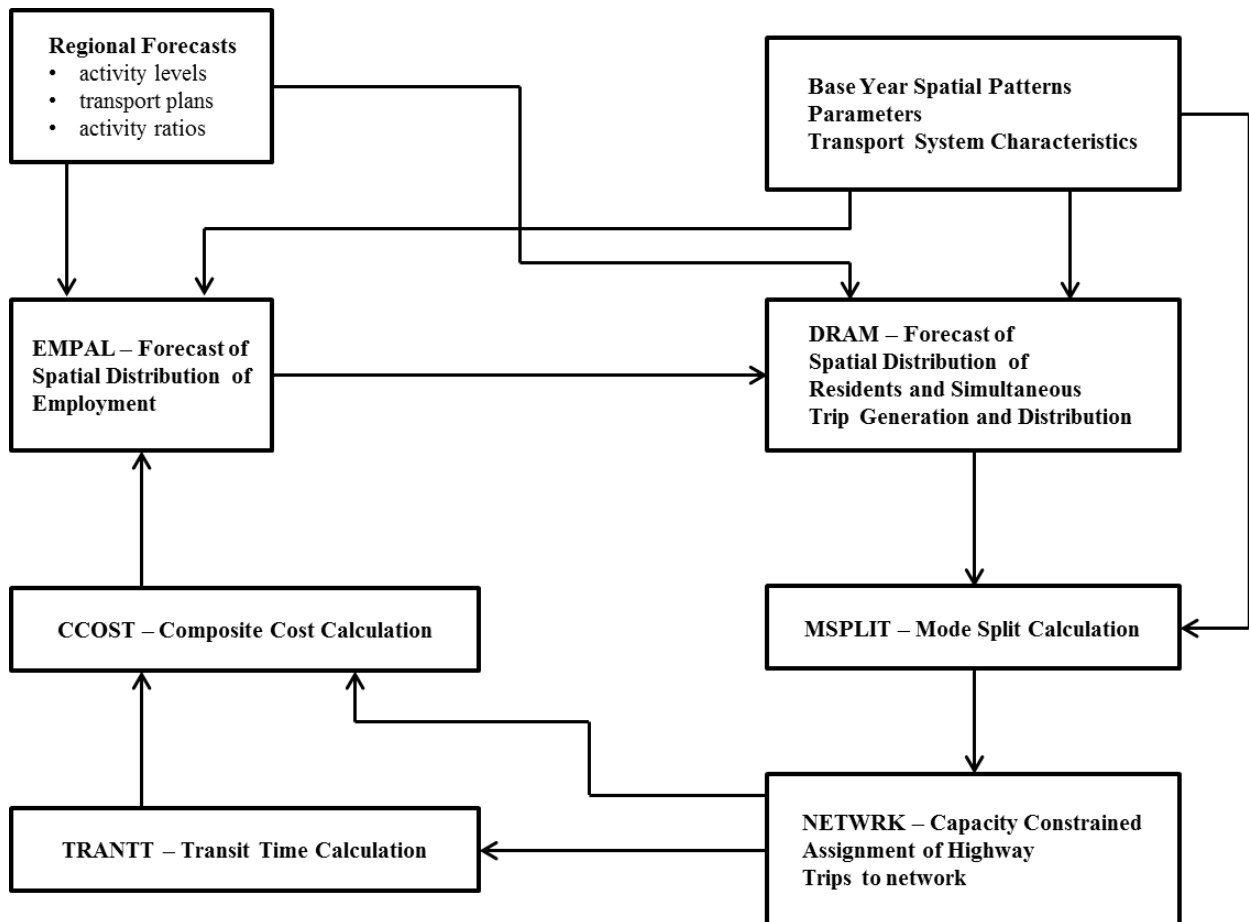 Regional Forecasts
• activity levels
• transport plans
• activity ratios
Base Year Spatial Patterns
Parameters
Transport System Characteristics
EMPAL – Forecast of
Spatial Distribution of
Employment
DRAM – Forecast of
Spatial Distribution of
Residents and Simultaneous
Trip Generation and Distribution
CCOST – Composite Cost Calculation
MSPLIT – Mode Split Calculation
TRANTT – Transit Time Calculation
NETWRK – Capacity Constrained
Assignment of Highway
Trips to network